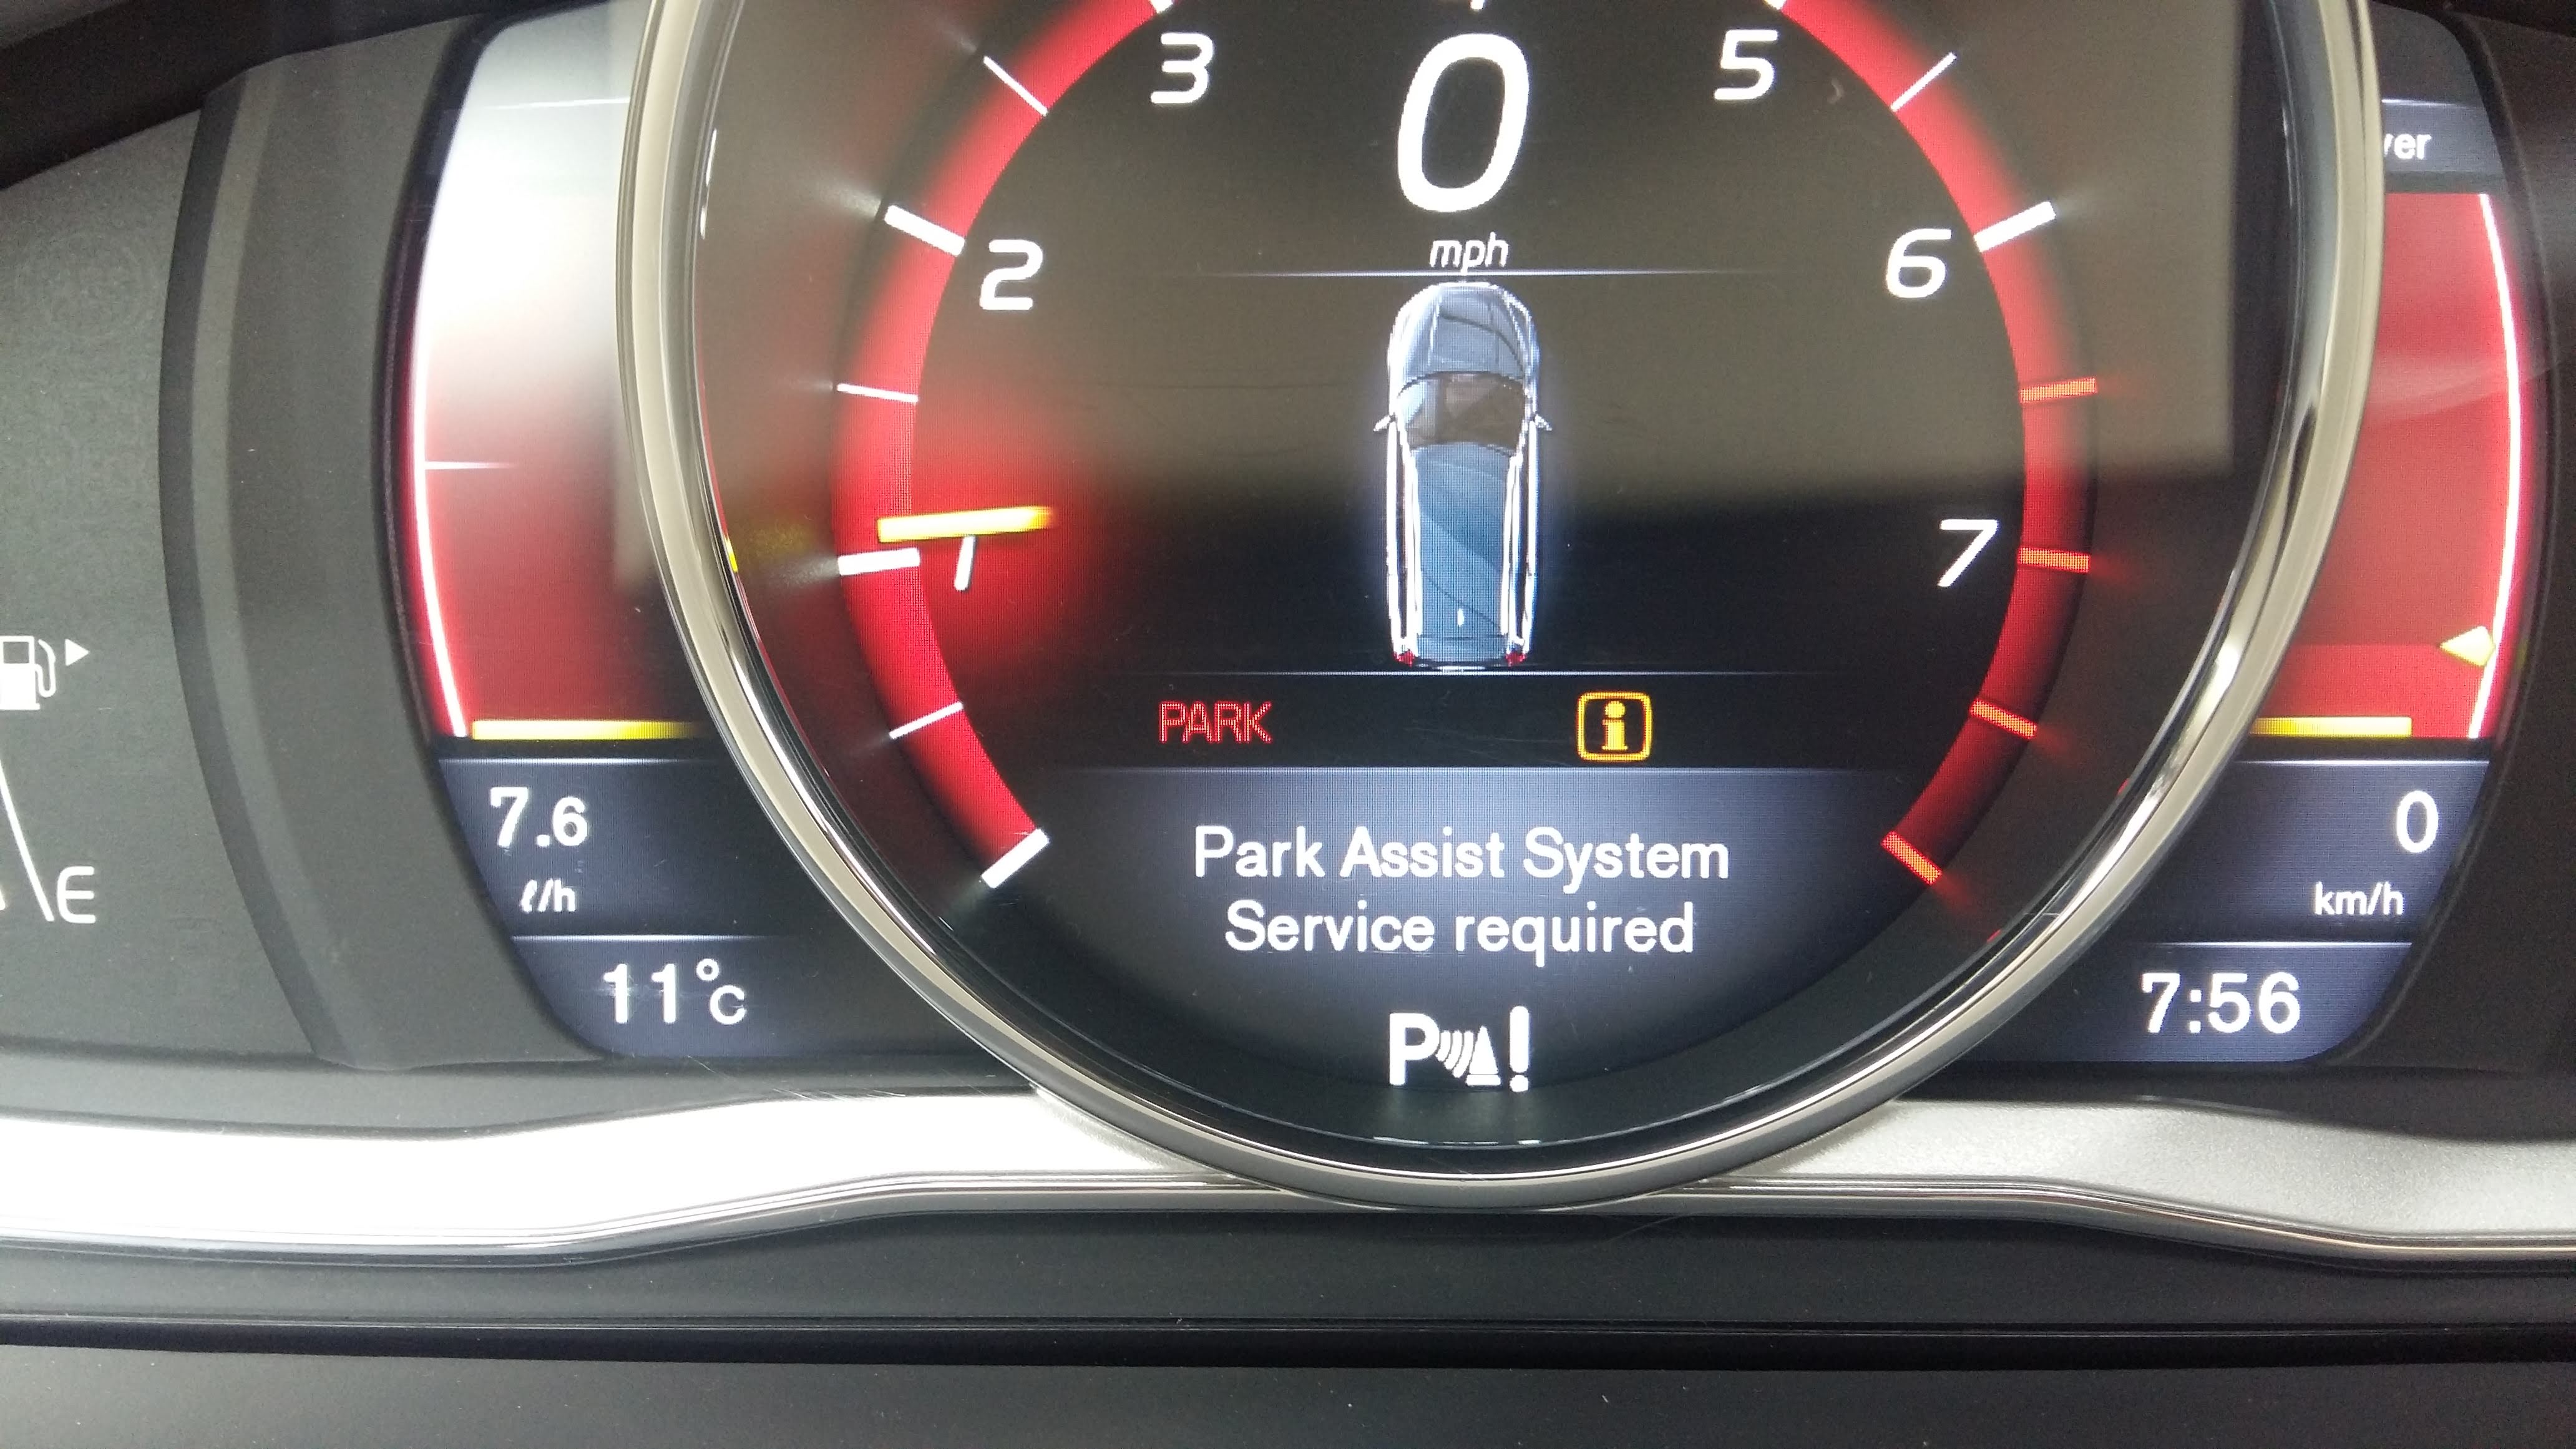 3
0
5
ver
2
mph
6
7
PARK
i
7.6
ℓ/h
Park Assist System
Service required
0
km/h
E
11°c
7:56
P!